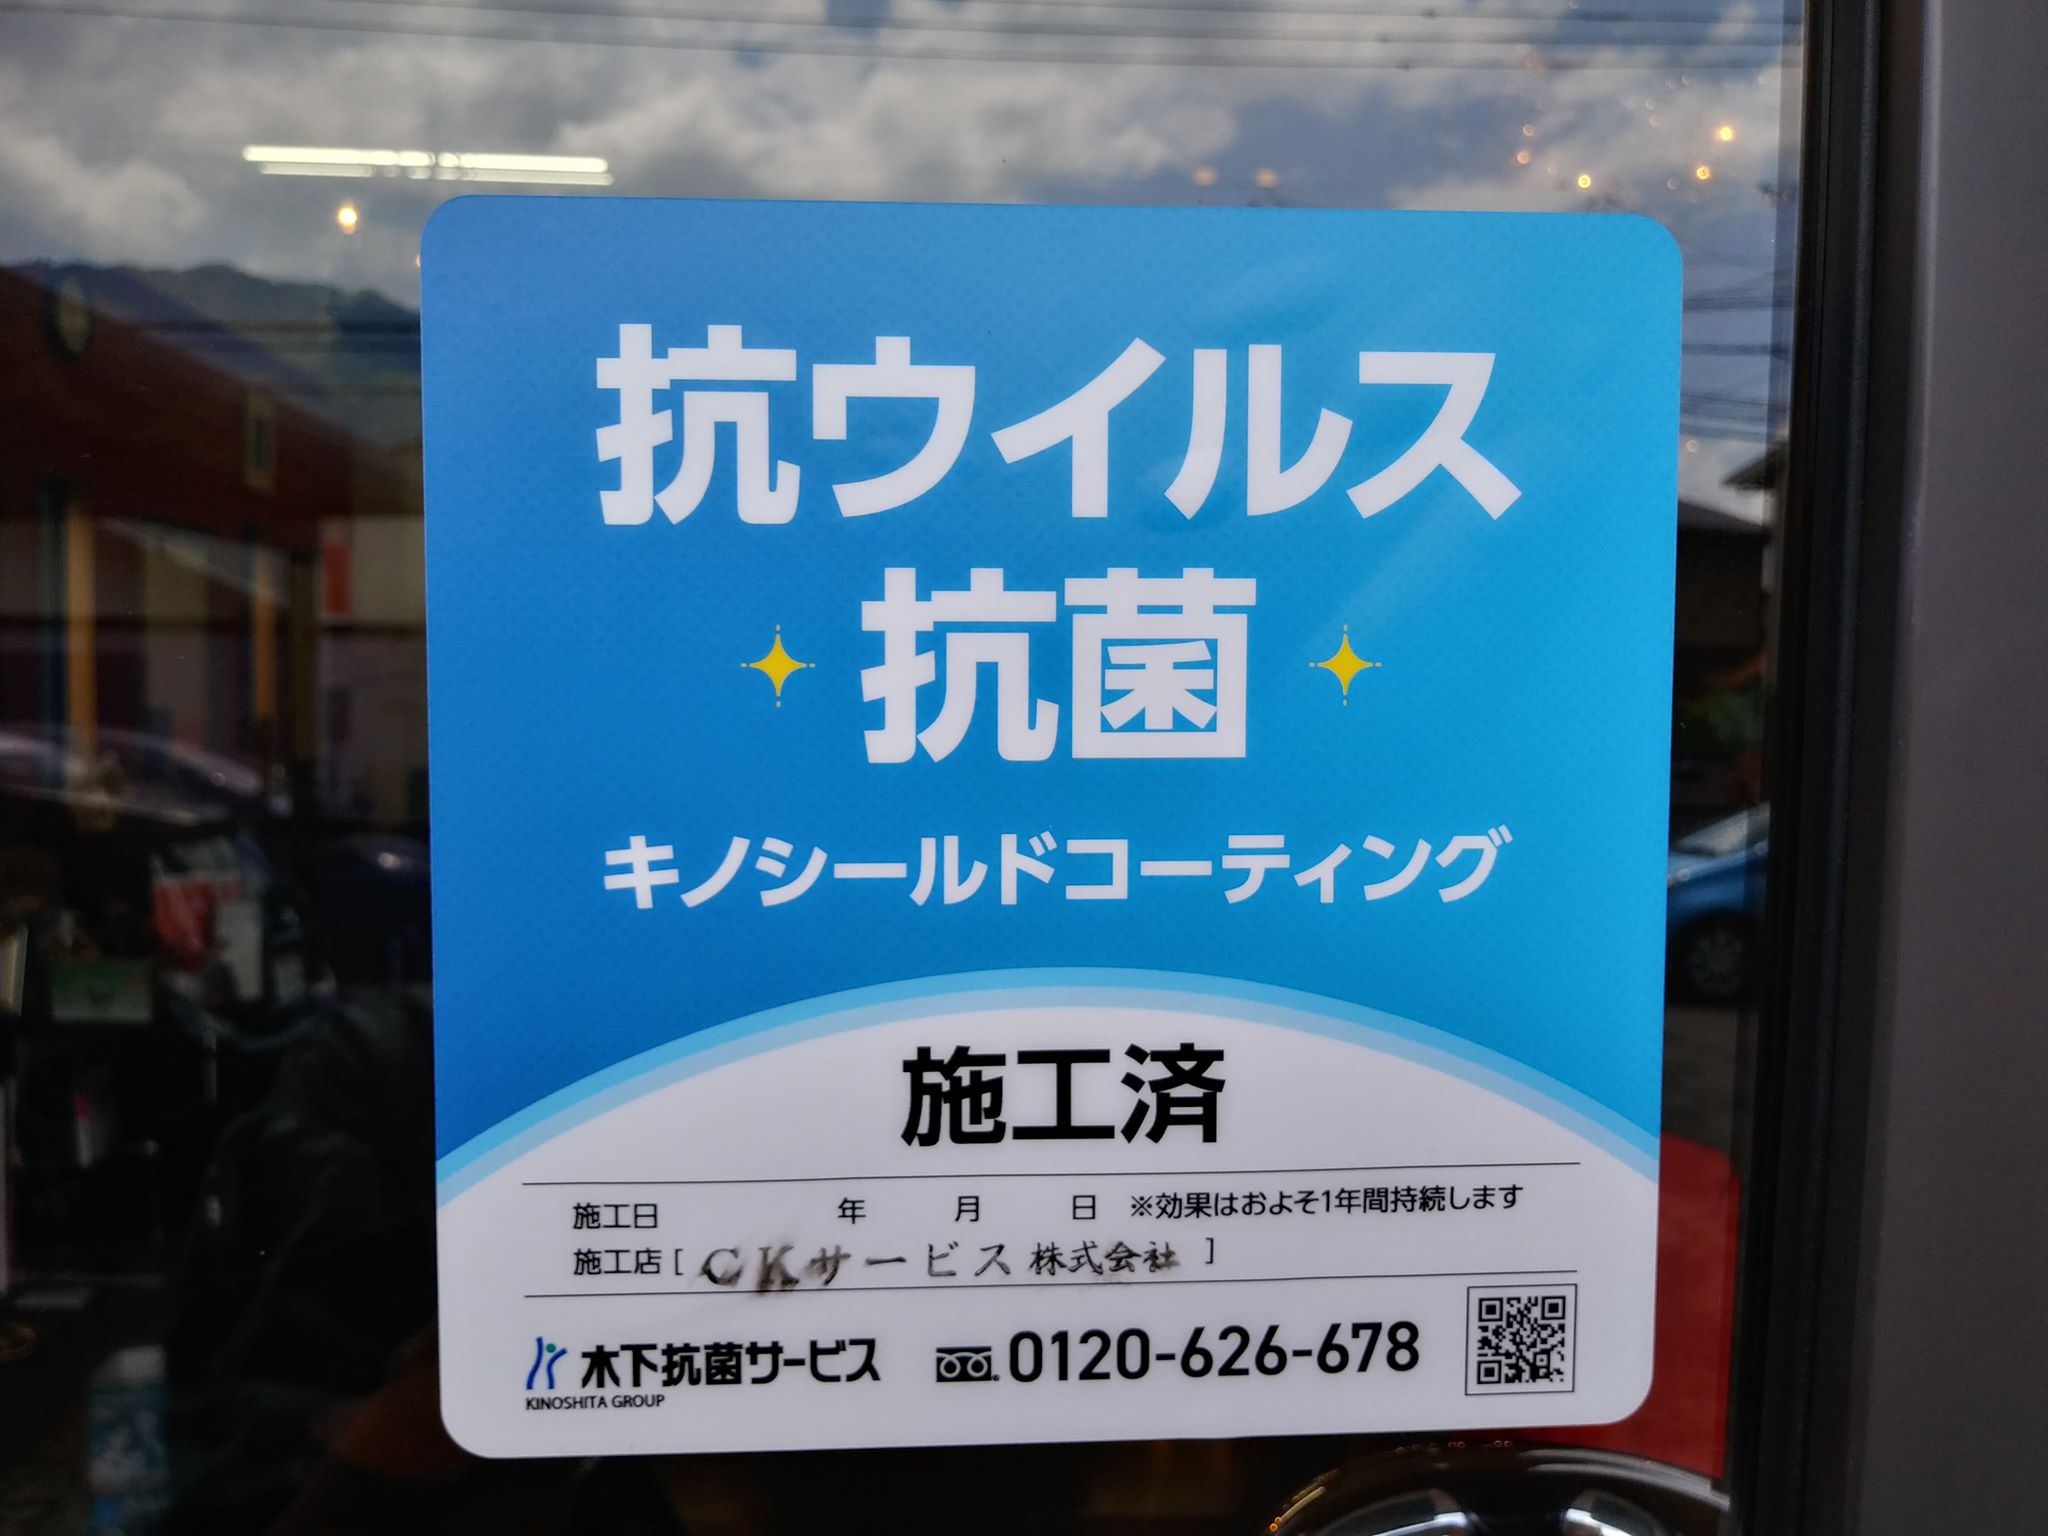 抗ウイルス
抗菌
キノシールドコーティング
施工済
施工日 年 月 日 ※効果はおよそ1年間持続します
施工店 [ CKサービス株式会社 ]
木下抗菌サービス 0120-626-678
KINOSHITA GROUP